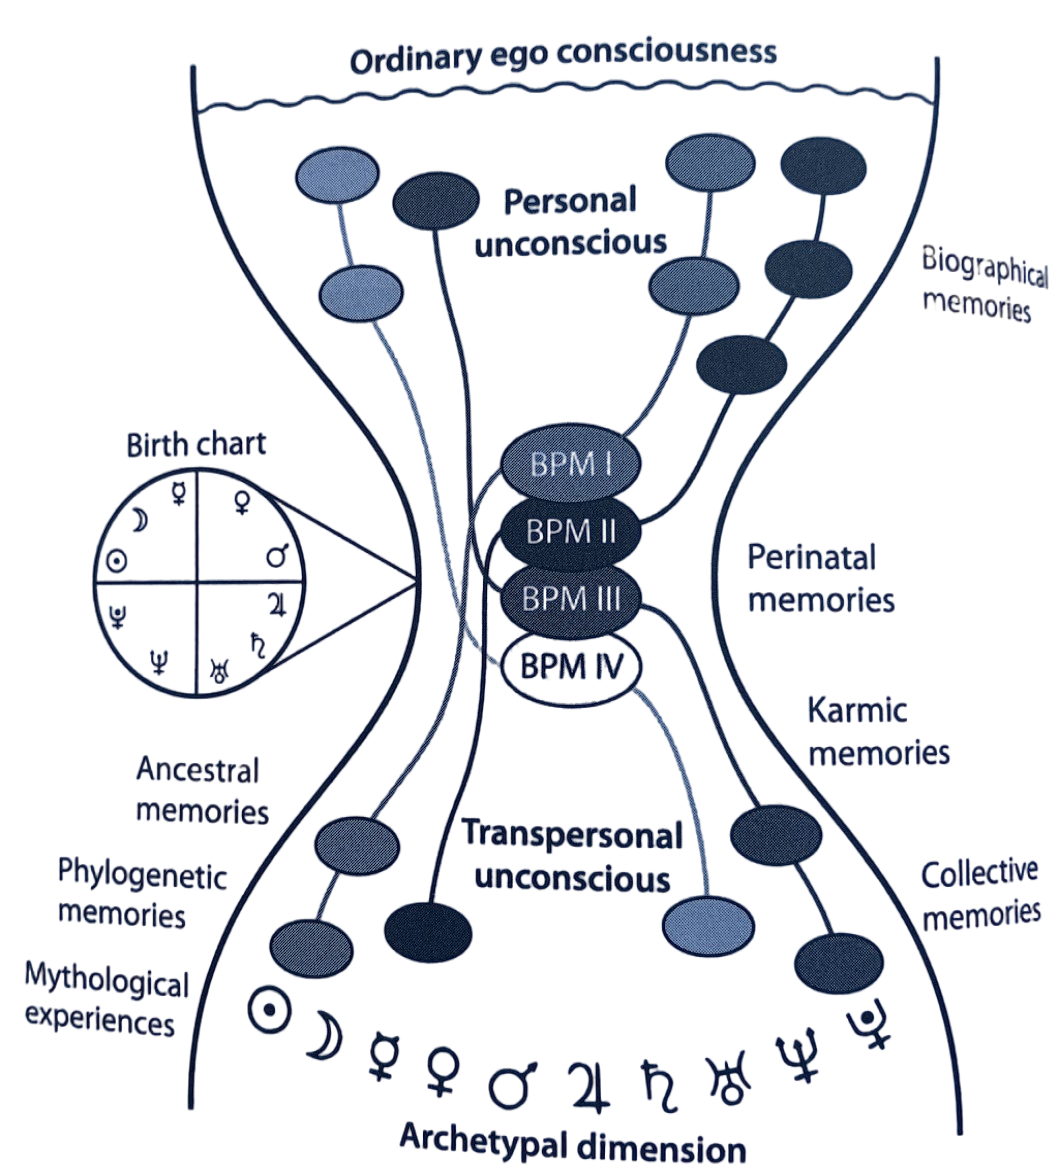 Ordinary ego consciousness
Personal
unconscious
Biographical
memories
Birth chart
☿ ♀
☽
☉ ♂
♃
♄
♆ ♅
BPM I
BPM II
BPM III
BPM IV
Perinatal
memories
Karmic
memories
Ancestral
memories
Transpersonal
unconscious
Phylogenetic
memories
Collective
memories
Mythological
experiences
☉ ☽ ☿ ♀ ♂ ♃ ♄ ♅ ♆
Archetypal dimension